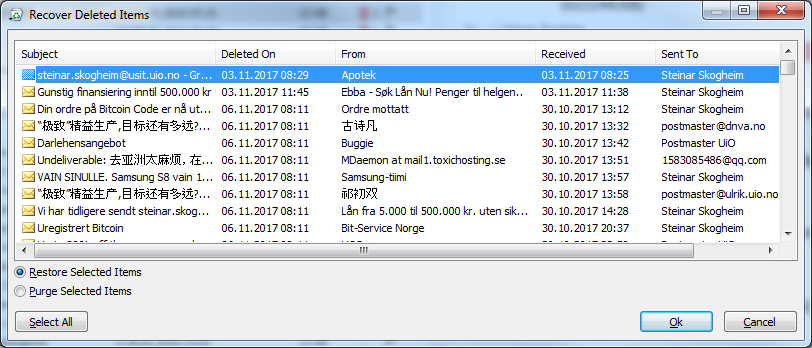 Recover Deleted Items
Subject Deleted On From Received Sent To
steinar.skogheim@usit.uio.no - Gr... 03.11.2017 08:29 Apotek 03.11.2017 08:25 Steinar Skogheim
Gunstig finansiering inntil 500.000 kr 03.11.2017 11:45 Ebba - Søk Lån Nu! Penger til helgen... 03.11.2017 11:38 Steinar Skogheim
Din ordre på Bitcoin Code er nå ut... 06.11.2017 08:11 Ordre mottatt 30.10.2017 13:12 Steinar Skogheim
“极致”精益生产,目标还有多远?... 06.11.2017 08:11 古诗凡 30.10.2017 13:32 postmaster@dnva.no
Darlehensangebot 06.11.2017 08:11 Buggie 30.10.2017 13:42 Postmaster UiO
Undeliverable: 去亚洲太麻烦, 在... 06.11.2017 08:11 MDaemon at mail1.toxichosting.se 30.10.2017 13:51 1583085486@qq.com
VAIN SINULLE. Samsung S8 vain 1... 06.11.2017 08:11 Samsung-tiimi 30.10.2017 13:57 Steinar Skogheim
“极致”精益生产,目标还有多远?... 06.11.2017 08:11 祁初双 30.10.2017 13:58 postmaster@ulrik.uio.no
Vi har tidligere sendt steinar.skog... 06.11.2017 08:11 Lån fra 5.000 til 500.000 kr. uten sik... 30.10.2017 14:28 Steinar Skogheim
Uregistrert Bitcoin 06.11.2017 08:11 Bit-Service Norge 30.10.2017 20:37 Steinar Skogheim
Restore Selected Items
Purge Selected Items
Select All Ok Cancel